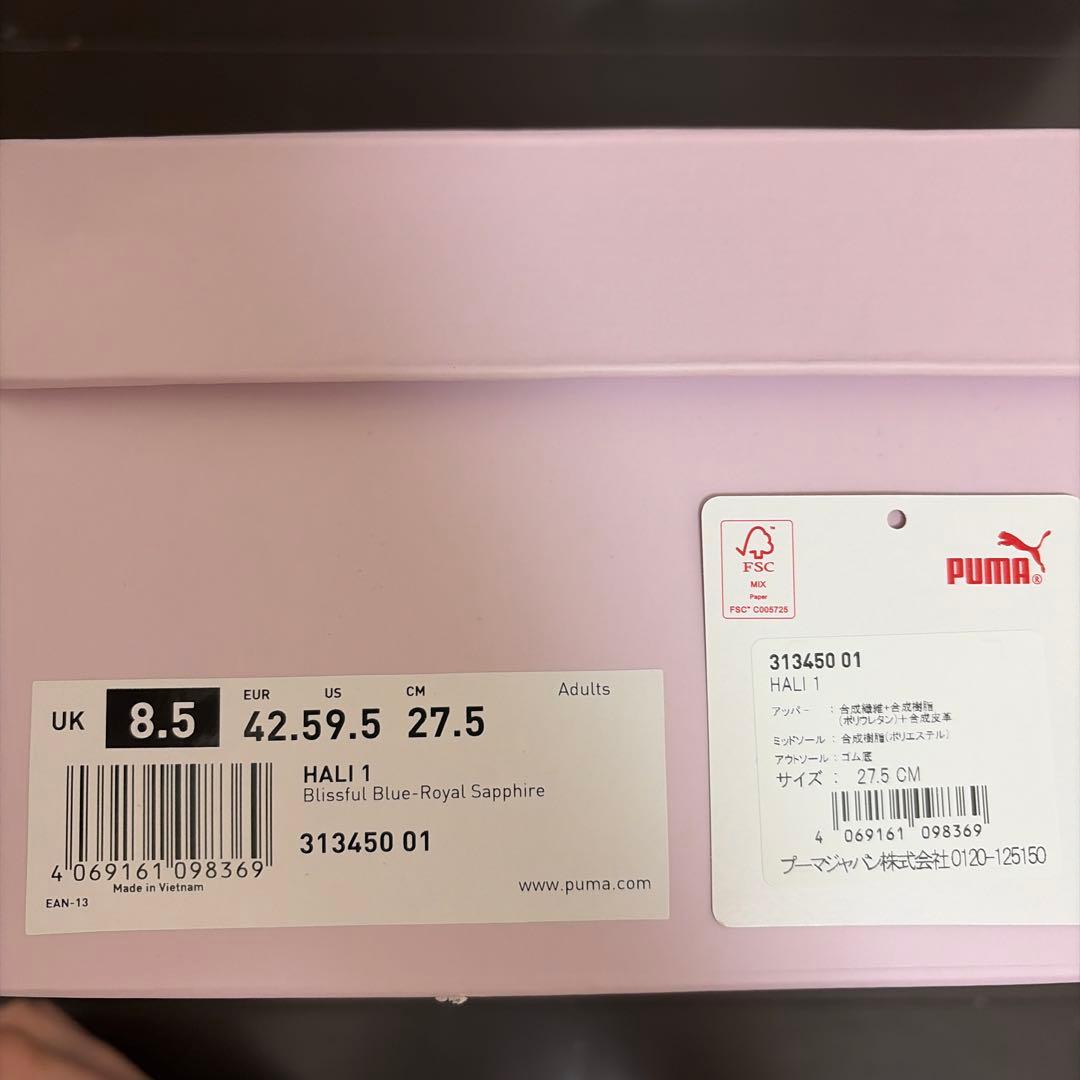 FSC™
MIX
Paper
FSC™ C005725
PUMA®
313450 01
HALI 1
アッパー : 合成繊維+合成樹脂
(ポリウレタン)+合成皮革
ミッドソール : 合成樹脂(ポリエステル)
アウトソール : ゴム底
サイズ : 27.5 CM
4 069161 098369
プーマジャパン株式会社 0120-125150
Adults
EUR US CM
UK 8.5 42.5 9.5 27.5
HALI 1
Blissful Blue-Royal Sapphire
313450 01
4 069161 098369
Made in Vietnam
EAN-13
www.puma.com